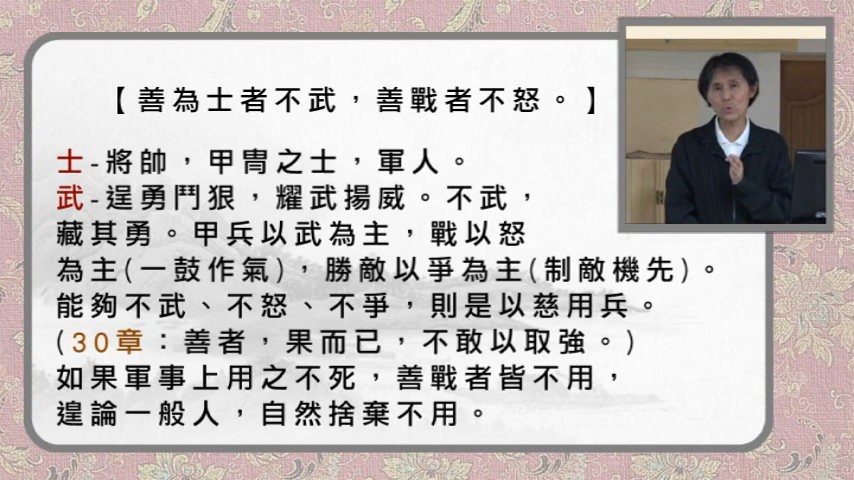 【善為士者不武，善戰者不怒。】
士-將帥，甲冑之士，軍人。
武-逞勇鬥狠，耀武揚威。不武，
藏其勇。甲兵以武為主，戰以怒
為主(一鼓作氣)，勝敵以爭為主(制敵機先)。
能夠不武、不怒、不爭，則是以慈用兵。
(30章：善者，果而已，不敢以取強。)
如果軍事上用之不死，善戰者皆不用，
遑論一般人，自然捨棄不用。